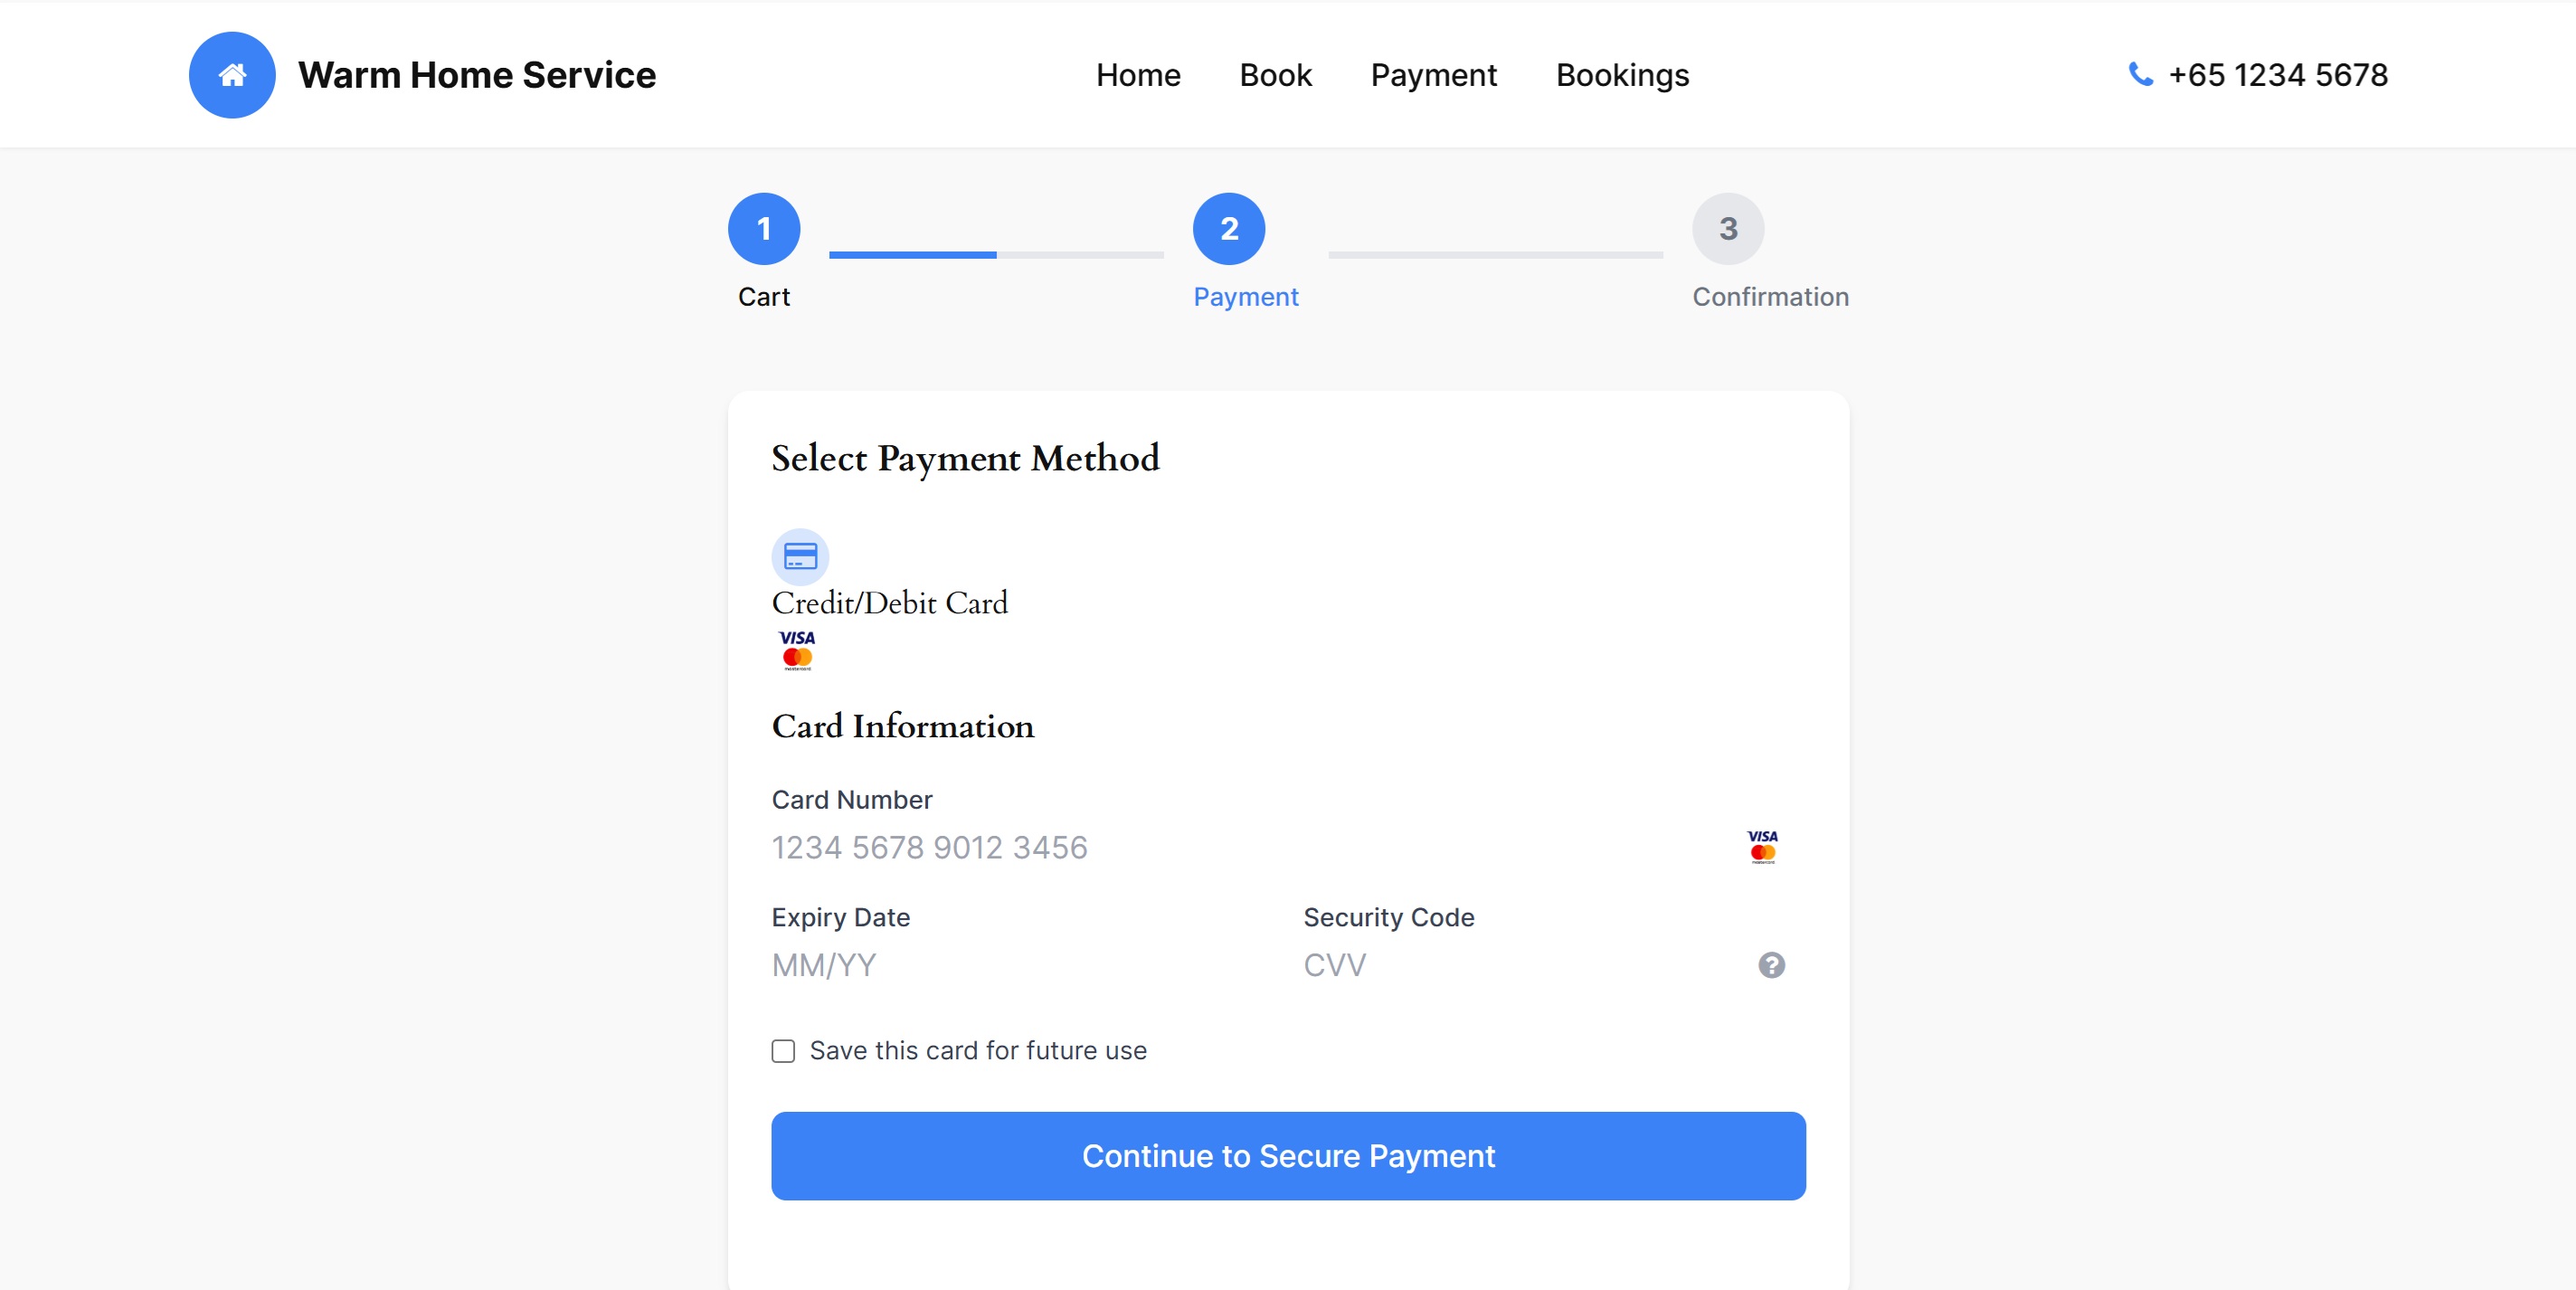 Warm Home Service
Home Book Payment Bookings
+65 1234 5678
1 2 3
Cart Payment Confirmation
Select Payment Method
Credit/Debit Card
VISA
mastercard
Card Information
Card Number
1234 5678 9012 3456
VISA
mastercard
Expiry Date Security Code
MM/YY CVV
?
Save this card for future use
Continue to Secure Payment